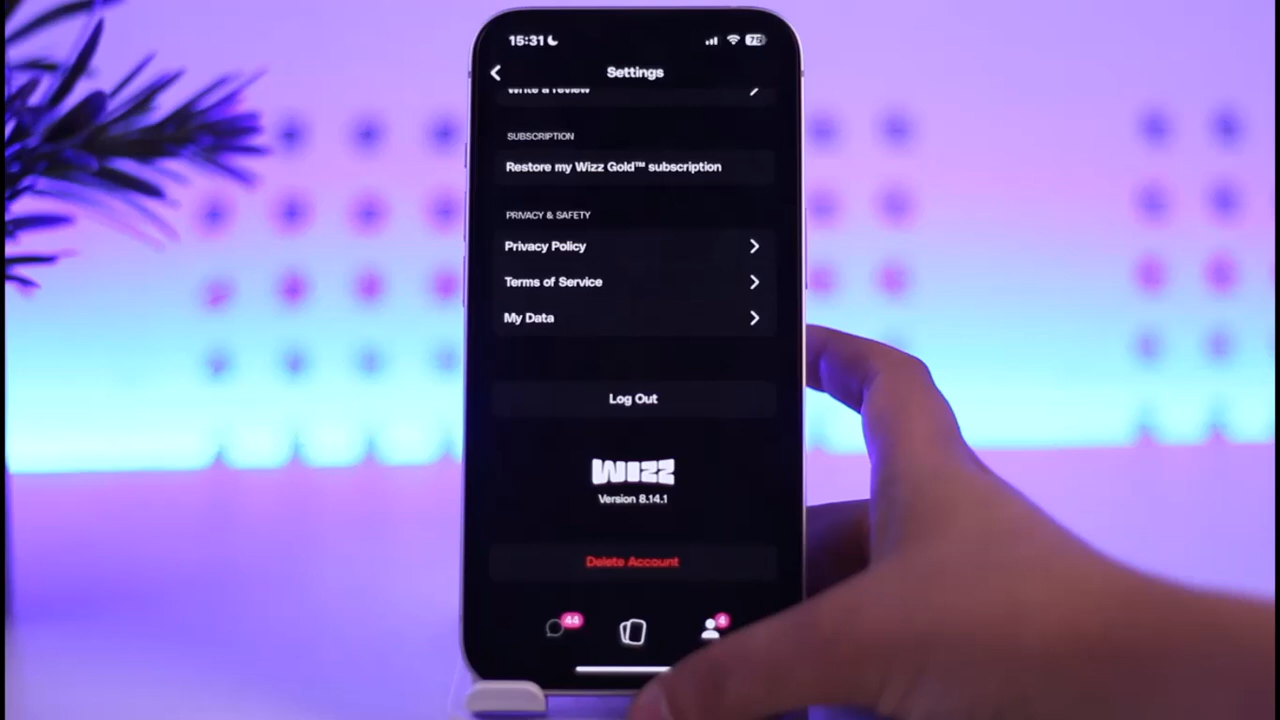 15:31
75
Settings
Write a review
SUBSCRIPTION
Restore my Wizz Gold™ subscription
PRIVACY & SAFETY
Privacy Policy
Terms of Service
My Data
Log Out
WIZZ
Version 8.14.1
Delete Account
44
4